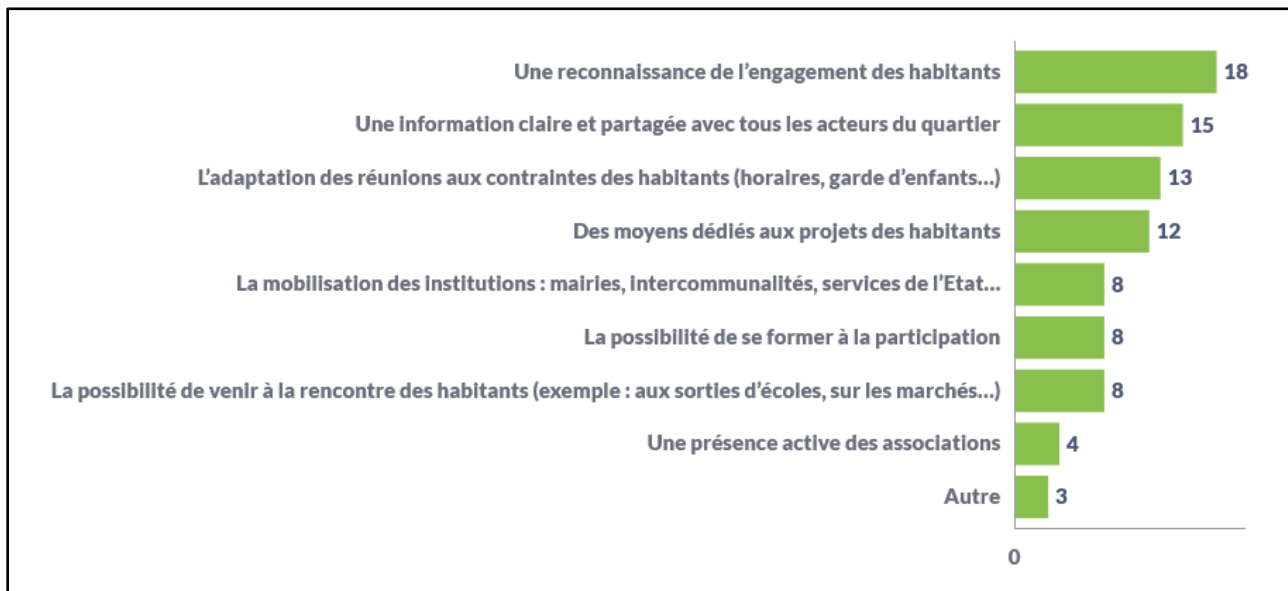 Une reconnaissance de l’engagement des habitants 18
Une information claire et partagée avec tous les acteurs du quartier 15
L’adaptation des réunions aux contraintes des habitants (horaires, garde d’enfants...) 13
Des moyens dédiés aux projets des habitants 12
La mobilisation des institutions : mairies, intercommunalités, services de l’Etat... 8
La possibilité de se former à la participation 8
La possibilité de venir à la rencontre des habitants (exemple : aux sorties d’écoles, sur les marchés...) 8
Une présence active des associations 4
Autre 3
0